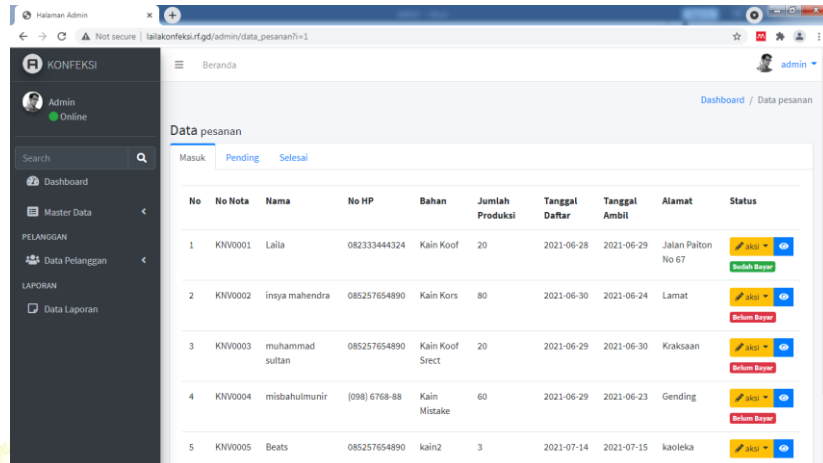 Halaman Admin
Not secure | lailakonfeksi.rf.gd/admin/data_pesanan?i=1
KONFEKSI
Beranda
admin
Admin
Online
Dashboard / Data pesanan
Data pesanan
Search
Masuk Pending Selesai
Dashboard
Master Data
PELANGGAN
Data Pelanggan
LAPORAN
Data Laporan
No No Nota Nama No HP Bahan Jumlah Produksi Tanggal Daftar Tanggal Ambil Alamat Status
1 KNV0001 Laila 082333444324 Kain Koof 20 2021-06-28 2021-06-29 Jalan Paiton No 67 aksi
Sudah Bayar
2 KNV0002 insya mahendra 085257654890 Kain Kors 80 2021-06-30 2021-06-24 Lamat aksi
Belum Bayar
3 KNV0003 muhammad sultan 085257654890 Kain Koof Srect 20 2021-06-29 2021-06-30 Kraksaan aksi
Belum Bayar
4 KNV0004 misbahulmunir (098) 6768-88 Kain Mistake 60 2021-06-29 2021-06-23 Gending aksi
Belum Bayar
5 KNV0005 Beats 085257654890 kain2 3 2021-07-14 2021-07-15 kaoleka aksi